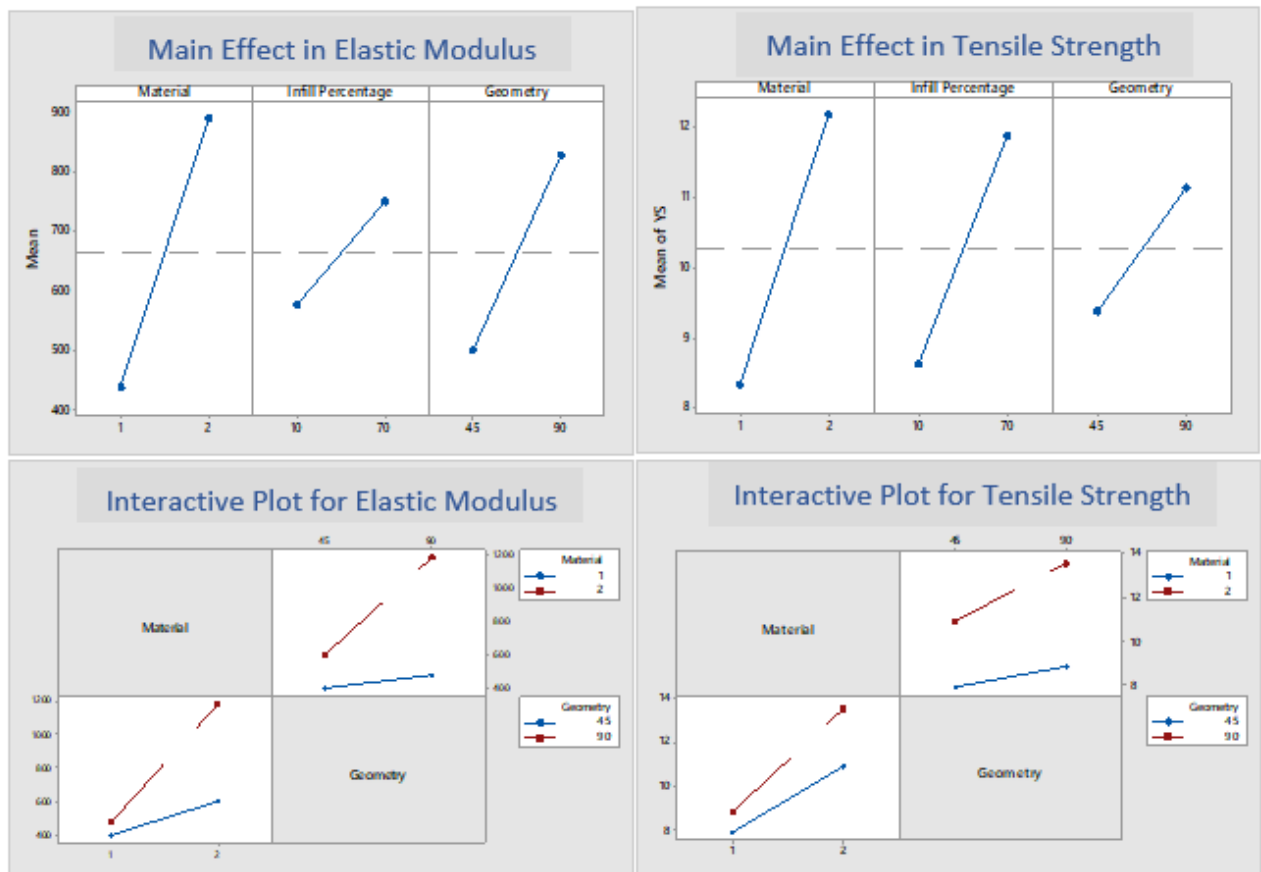 Main Effect in Elastic Modulus
Material Infill Percentage Geometry
Mean
900
800
700
600
500
400
1 2 10 70 45 90
Main Effect in Tensile Strength
Material Infill Percentage Geometry
Mean of YS
12
11
10
9
8
1 2 10 70 45 90
Interactive Plot for Elastic Modulus
45 90
Material
1200
1000
800
600
400
Material
1
2
1200
1000
800
600
400
Geometry
Geometry
45
90
1 2
Interactive Plot for Tensile Strength
45 90
Material
14
12
10
8
Material
1
2
14
12
10
8
Geometry
Geometry
45
90
1 2